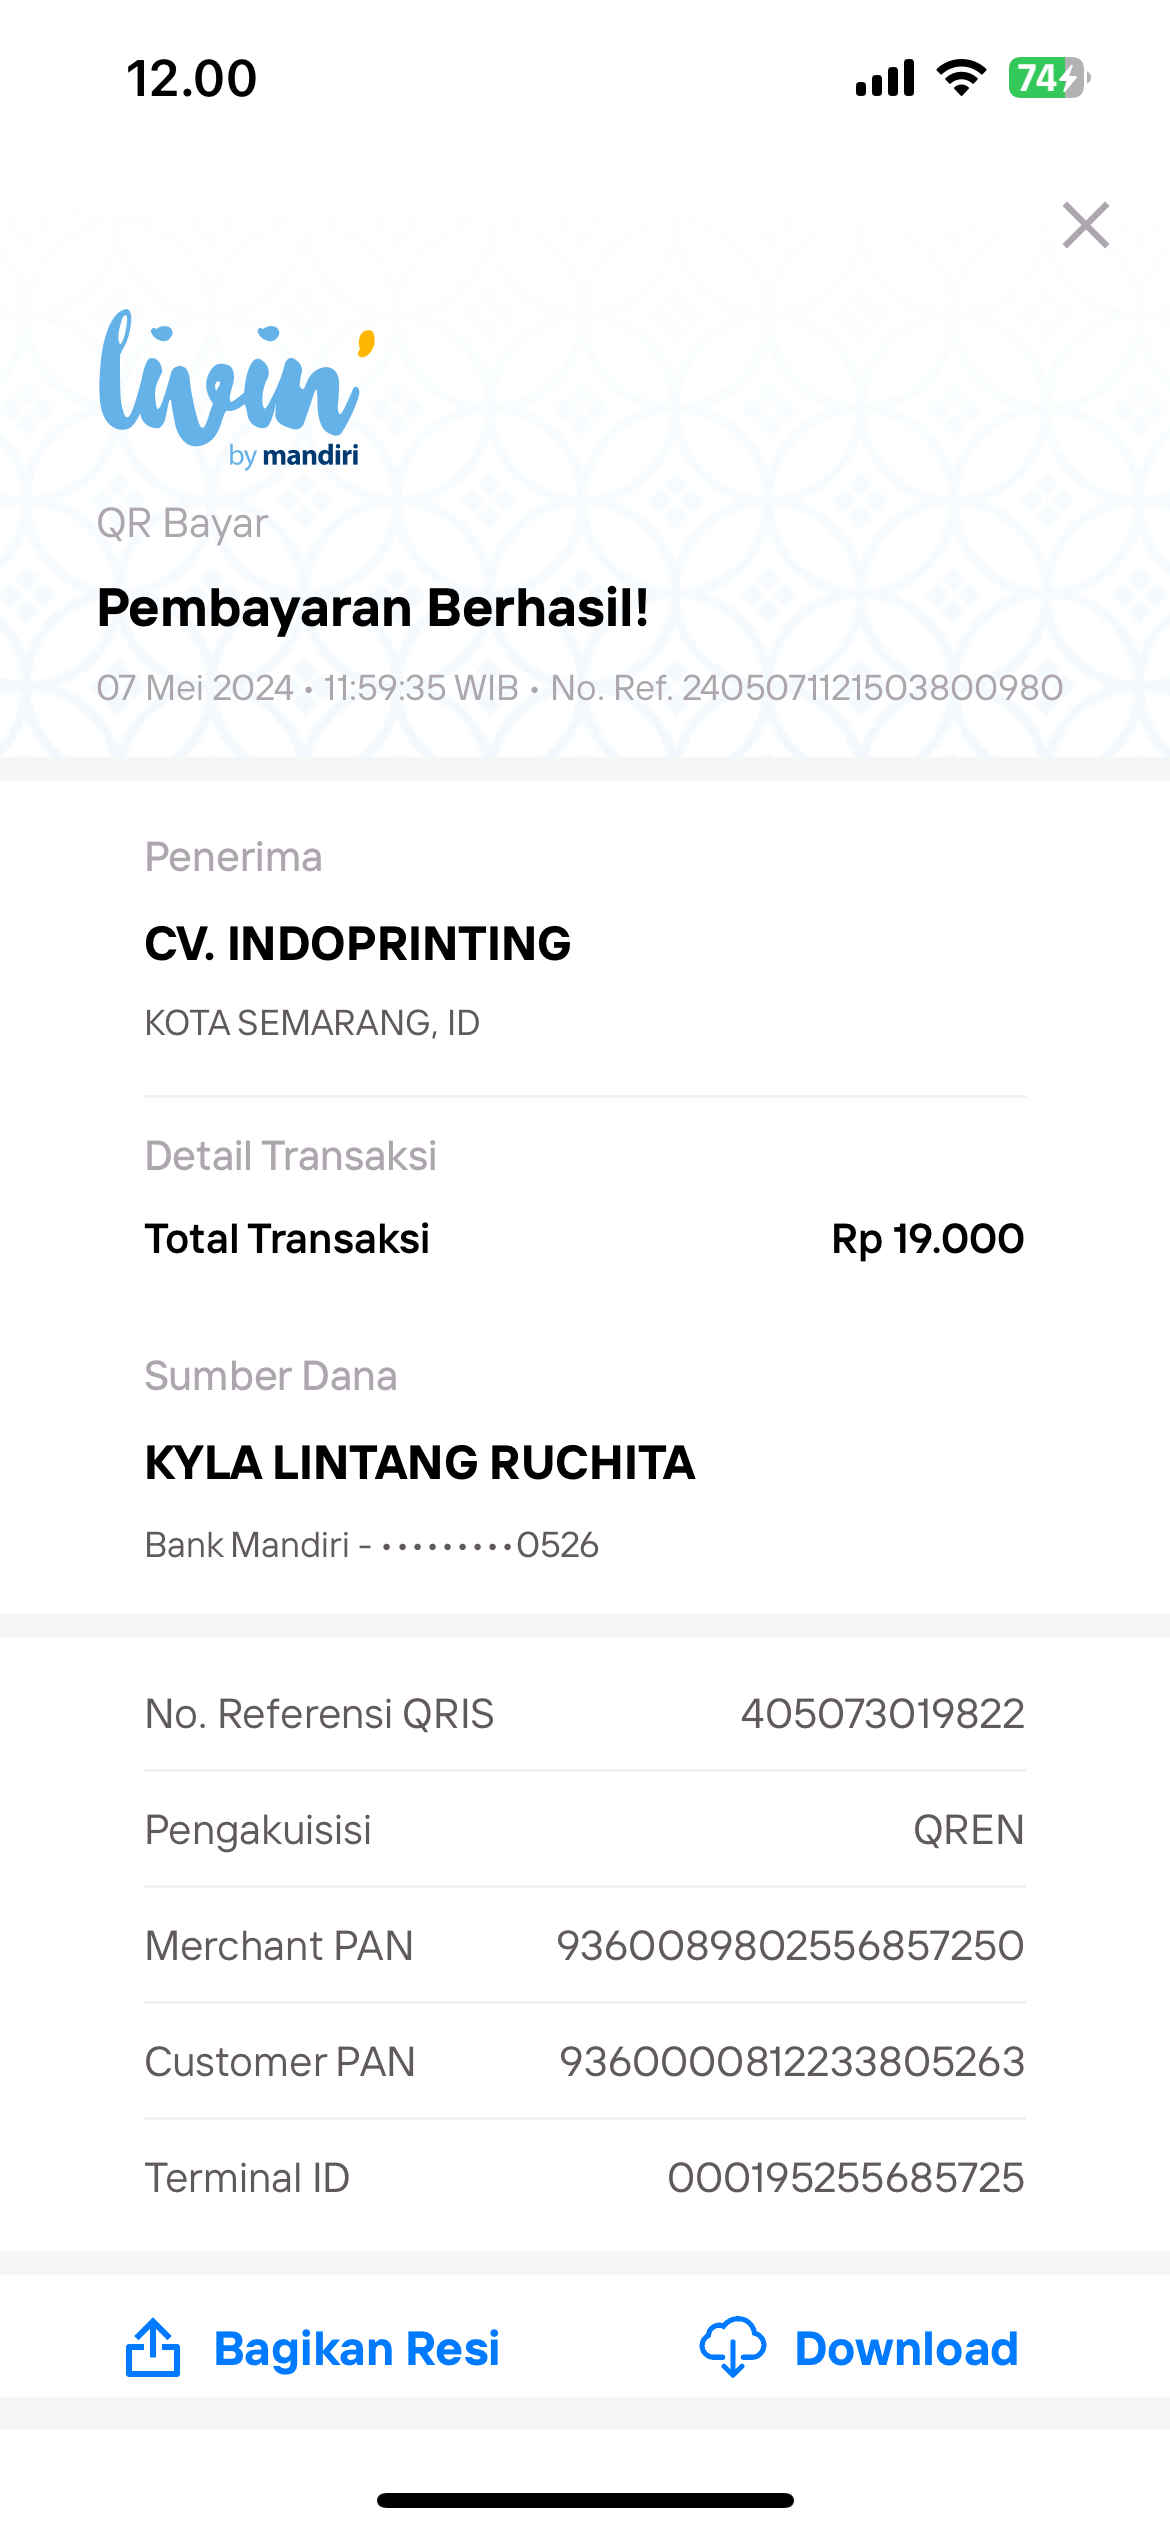 12.00
74
livin'
by mandiri
QR Bayar
Pembayaran Berhasil!
07 Mei 2024 • 11:59:35 WIB • No. Ref. 2405071121503800980
Penerima
CV. INDOPRINTING
KOTA SEMARANG, ID
Detail Transaksi
Total Transaksi Rp 19.000
Sumber Dana
KYLA LINTANG RUCHITA
Bank Mandiri - •••••••••0526
No. Referensi QRIS 405073019822
Pengakuisisi QREN
Merchant PAN 9360089802556857250
Customer PAN 9360000812233805263
Terminal ID 000195255685725
Bagikan Resi Download